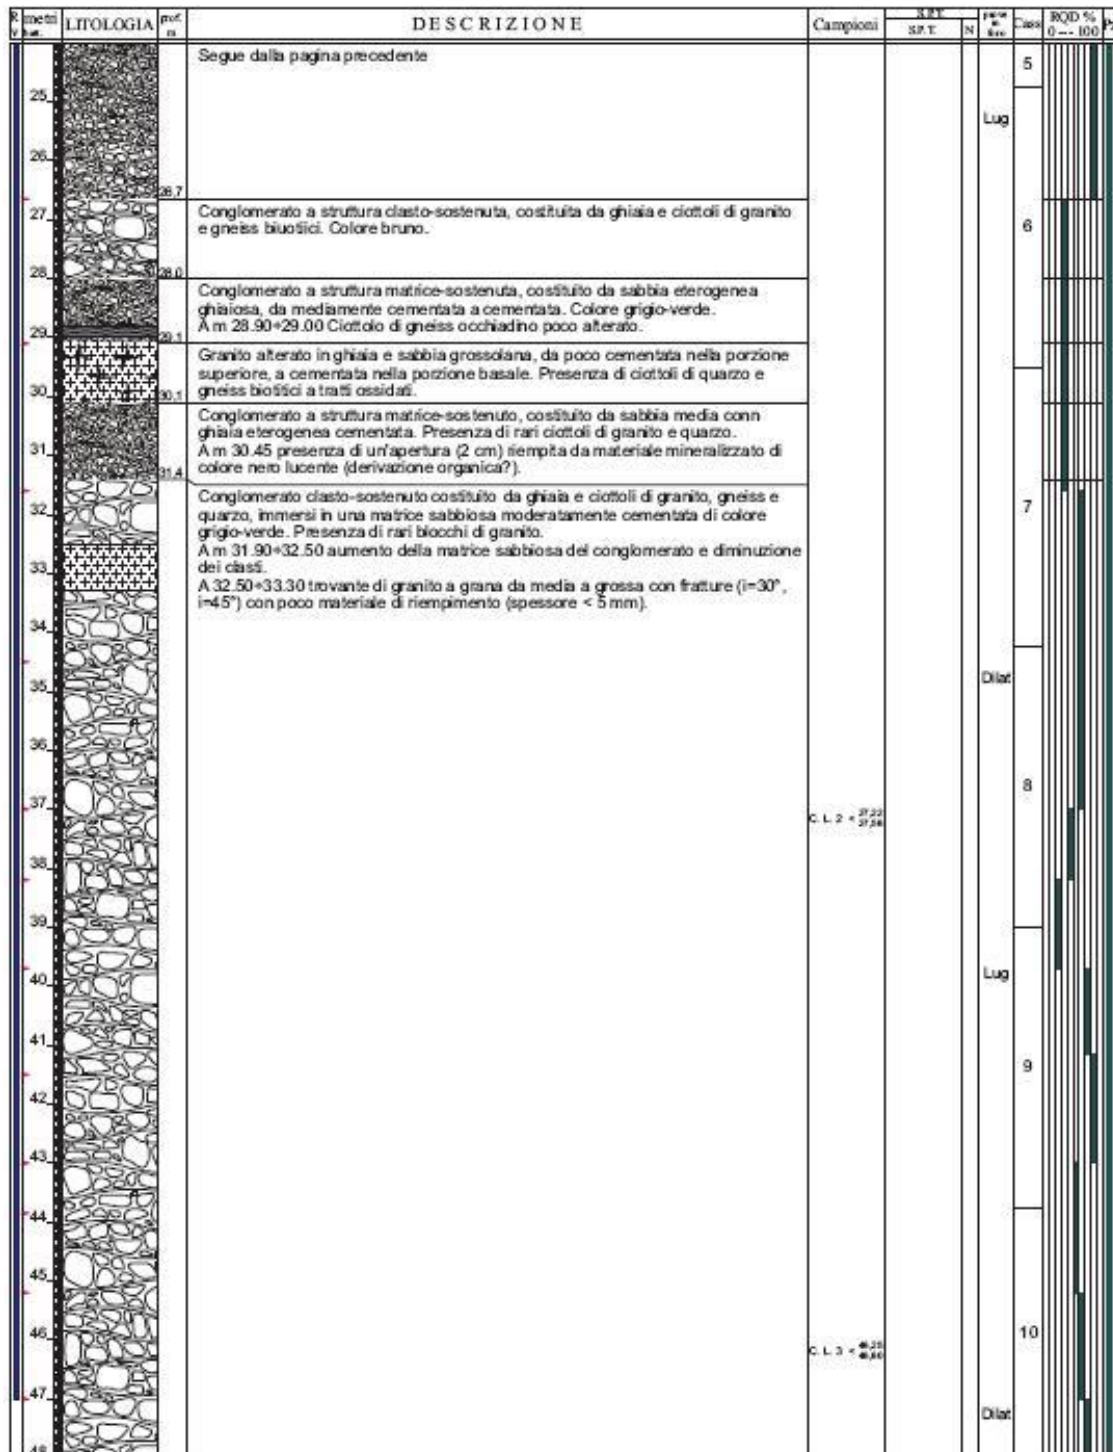 R metri LITOLOGIA prof. DESCRIZIONE Campioni S.P.T. prove Cass RQD % Pz
V batt. m S.P.T. N in foro 0 --- 100
Segue dalla pagina precedente
5
25
Lug
26
26,7
27
Conglomerato a struttura clasto-sostenuta, costituita da ghiaia e ciottoli di granito
e gneiss biuotiici. Colore bruno.
6
28
28,0
Conglomerato a struttura matrice-sostenuta, costituito da sabbia eterogenea
ghiaiosa, da mediamente cementata a cementata. Colore grigio-verde.
A m 28.90÷29.00 Ciottolo di gneiss occhiadino poco alterato.
29
29,1
Granito alterato in ghiaia e sabbia grossolana, da poco cementata nella porzione
superiore, a cementata nella porzione basale. Presenza di ciottoli di quarzo e
gneiss biotitici a tratti ossidati.
30
30,1
Conglomerato a struttura matrice-sostenuto, costituito da sabbia media conn
ghiaia eterogenea cementata. Presenza di rari ciottoli di granito e quarzo.
A m 30.45 presenza di un'apertura (2 cm) riempita da materiale mineralizzato di
colore nero lucente (derivazione organica?).
31
31,4
Conglomerato clasto-sostenuto costituito da ghiaia e ciottoli di granito, gneiss e
quarzo, immersi in una matrice sabbiosa moderatamente cementata di colore
grigio-verde. Presenza di rari blocchi di granito.
A m 31.90÷32.50 aumento della matrice sabbiosa del conglomerato e diminuzione
dei clasti.
A 32.50÷33.30 trovante di granito a grana da media a grossa con fratture (i=30°,
i=45°) con poco materiale di riempimento (spessore < 5 mm).
7
32
33
34
35
Dilat
36
8
37
C. L. 2 <
38
39
40
Lug
41
9
42
43
44
45
46
10
C. L. 3 <
47
Dilat
48